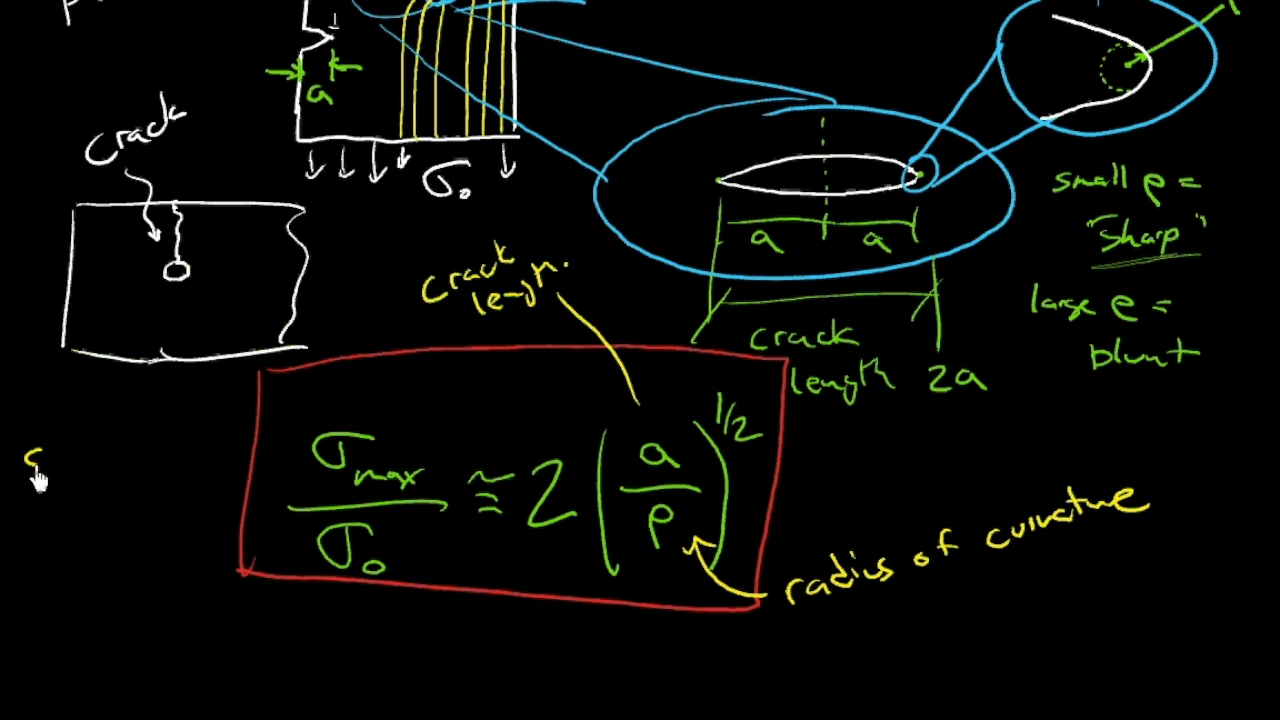 a
crack
σ₀
a a
crack
length 2a
small ρ =
"sharp"
large ρ =
blunt
crack
length.
σmax/σ₀ ≅ 2 (a/ρ)^1/2
radius of curvature